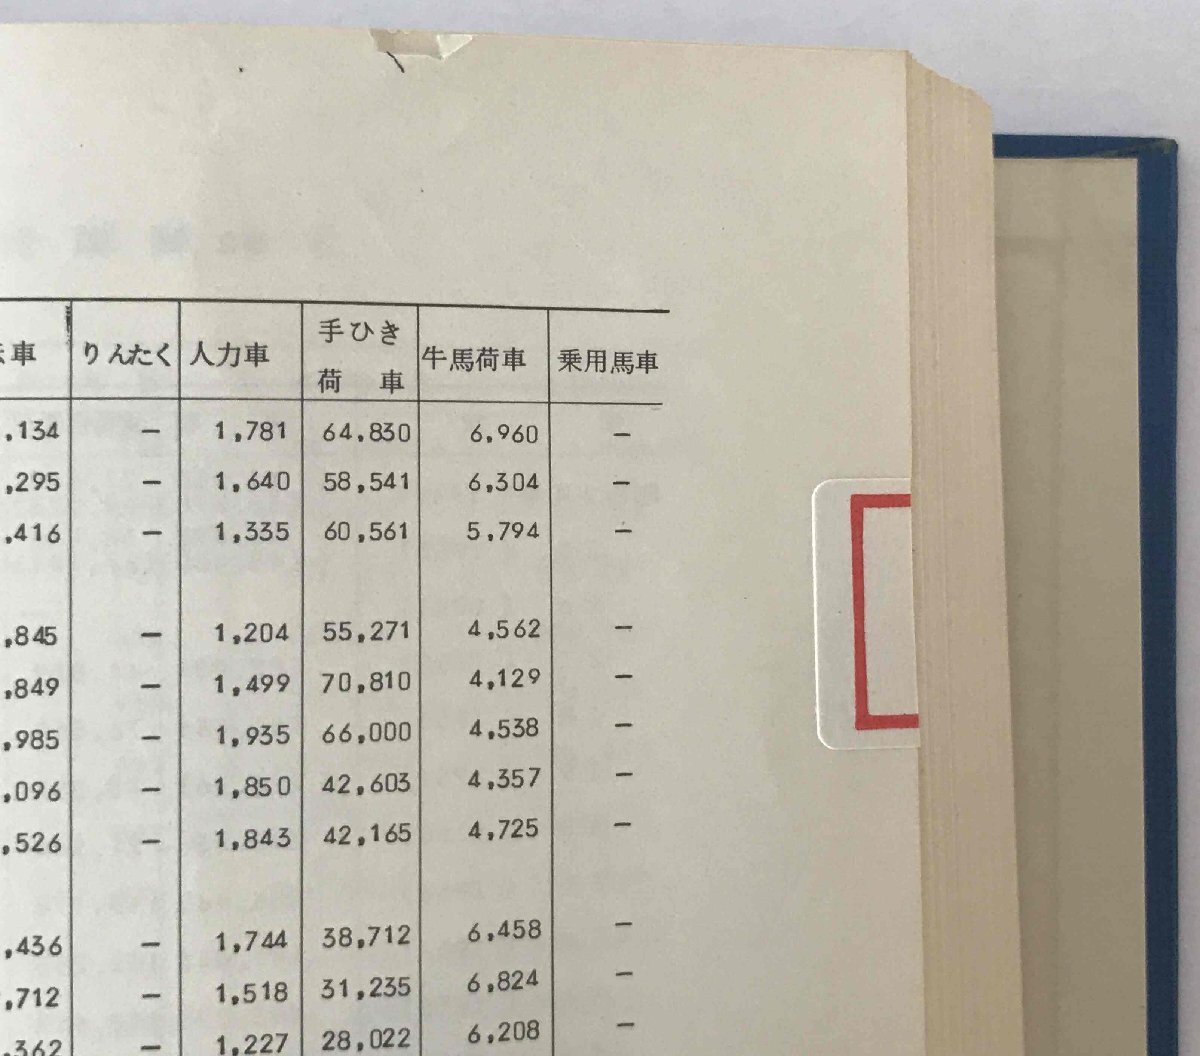 車 りんたく 人力車 手ひき荷車 牛馬荷車 乗用馬車
,134 — 1,781 64,830 6,960 —
,295 — 1,640 58,541 6,304 —
,416 — 1,335 60,561 5,794 —
,845 — 1,204 55,271 4,562 —
,849 — 1,499 70,810 4,129 —
,985 — 1,935 66,000 4,538 —
,096 — 1,850 42,603 4,357 —
,526 — 1,843 42,165 4,725 —
,436 — 1,744 38,712 6,458 —
,712 — 1,518 31,235 6,824 —
,362 — 1,227 28,022 6,208 —